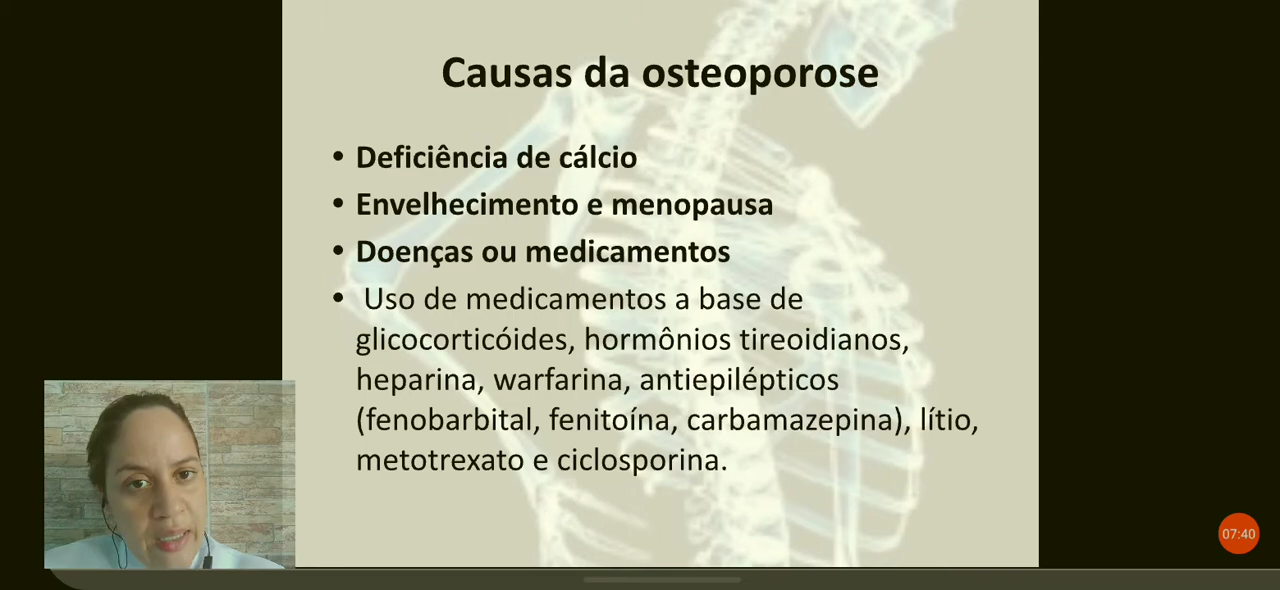 Causas da osteoporose
• Deficiência de cálcio
• Envelhecimento e menopausa
• Doenças ou medicamentos
• Uso de medicamentos a base de
glicocorticóides, hormônios tireoidianos,
heparina, warfarina, antiepilépticos
(fenobarbital, fenitoína, carbamazepina), lítio,
metotrexato e ciclosporina.
07:40